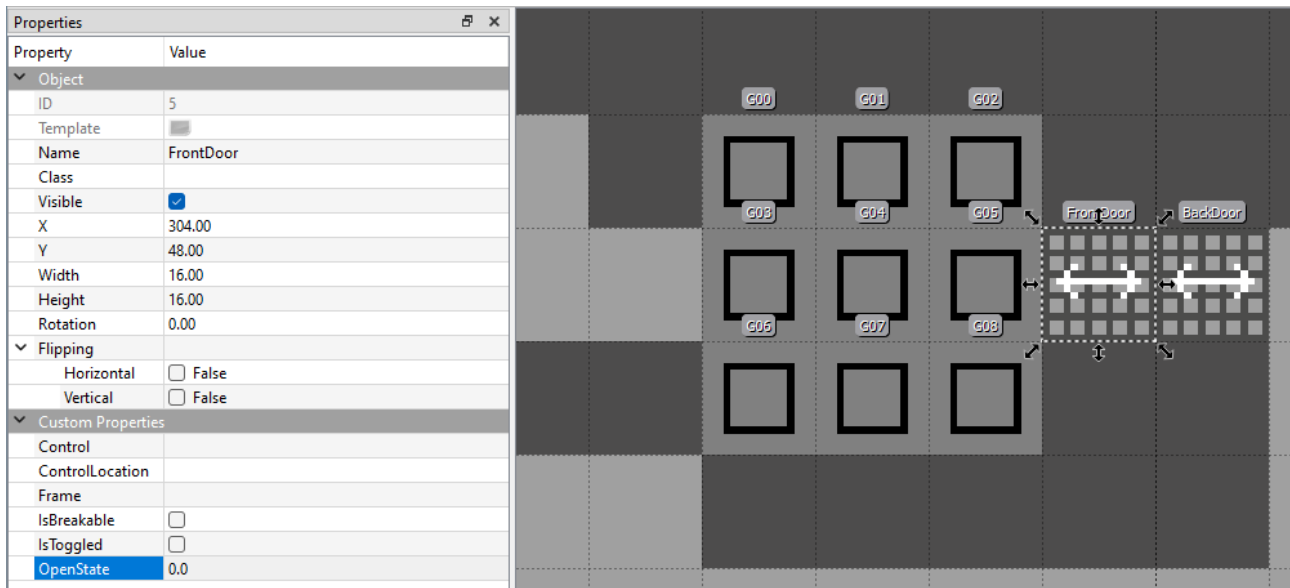 Properties
Property Value
Object
ID 5
Template
Name FrontDoor
Class
Visible
X 304.00
Y 48.00
Width 16.00
Height 16.00
Rotation 0.00
Flipping
Horizontal False
Vertical False
Custom Properties
Control
ControlLocation
Frame
IsBreakable
IsToggled
OpenState 0.0
G00 G01 G02
G03 G04 G05 FrontDoor BackDoor
G06 G07 G08